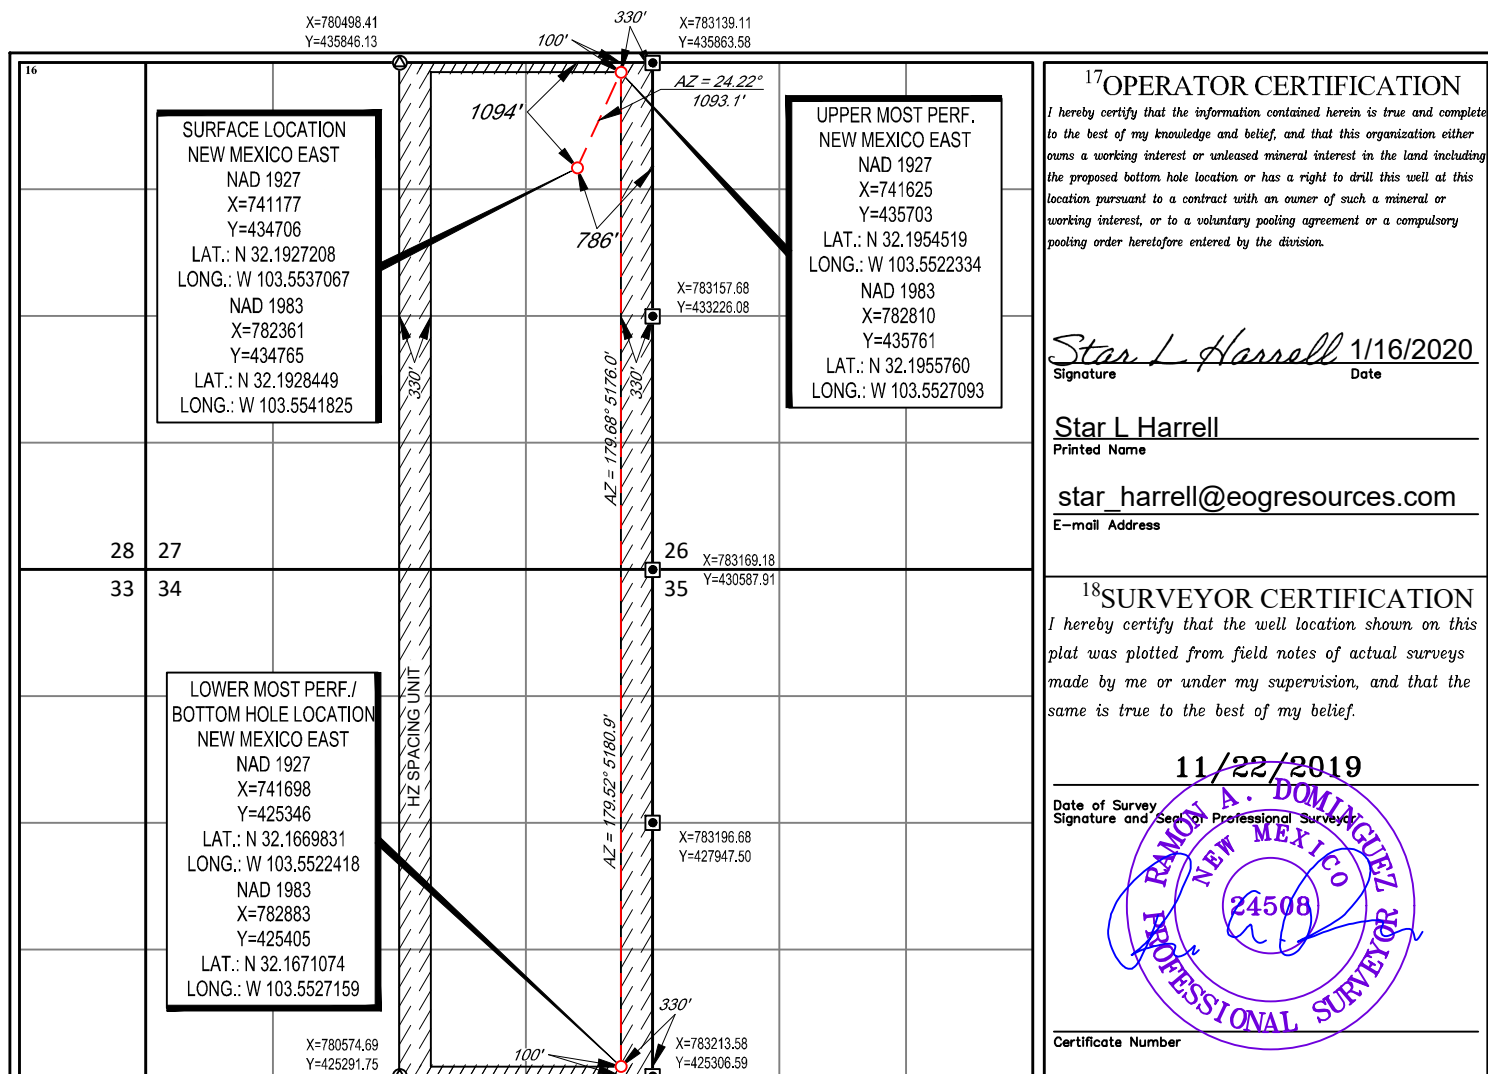 X=780498.41
Y=435846.13
330'
100'
X=783139.11
Y=435863.58
16
1094'
AZ = 24.22°
1093.1'
786'
SURFACE LOCATION
NEW MEXICO EAST
NAD 1927
X=741177
Y=434706
LAT.: N 32.1927208
LONG.: W 103.5537067
NAD 1983
X=782361
Y=434765
LAT.: N 32.1928449
LONG.: W 103.5541825
UPPER MOST PERF.
NEW MEXICO EAST
NAD 1927
X=741625
Y=435703
LAT.: N 32.1954519
LONG.: W 103.5522334
NAD 1983
X=782810
Y=435761
LAT.: N 32.1955760
LONG.: W 103.5527093
X=783157.68
Y=433226.08
330'
330'
AZ = 179.68° 5176.0'
28 27
26
33 34
35
X=783169.18
Y=430587.91
HZ SPACING UNIT
LOWER MOST PERF./
BOTTOM HOLE LOCATION
NEW MEXICO EAST
NAD 1927
X=741698
Y=425346
LAT.: N 32.1669831
LONG.: W 103.5522418
NAD 1983
X=782883
Y=425405
LAT.: N 32.1671074
LONG.: W 103.5527159
AZ = 179.52° 5180.9'
X=783196.68
Y=427947.50
X=780574.69
Y=425291.75
100'
330'
X=783213.58
Y=425306.59
17OPERATOR CERTIFICATION
I hereby certify that the information contained herein is true and complete
to the best of my knowledge and belief, and that this organization either
owns a working interest or unleased mineral interest in the land including
the proposed bottom hole location or has a right to drill this well at this
location pursuant to a contract with an owner of such a mineral or
working interest, or to a voluntary pooling agreement or a compulsory
pooling order heretofore entered by the division.
Star L Harrell 1/16/2020
Signature Date
Star L Harrell
Printed Name
star_harrell@eogresources.com
E-mail Address
18SURVEYOR CERTIFICATION
I hereby certify that the well location shown on this
plat was plotted from field notes of actual surveys
made by me or under my supervision, and that the
same is true to the best of my belief.
11/22/2019
Date of Survey
Signature and Seal of Professional Surveyor
RAMON A. DOMINGUEZ
NEW MEXICO
24508
PROFESSIONAL SURVEYOR
Certificate Number